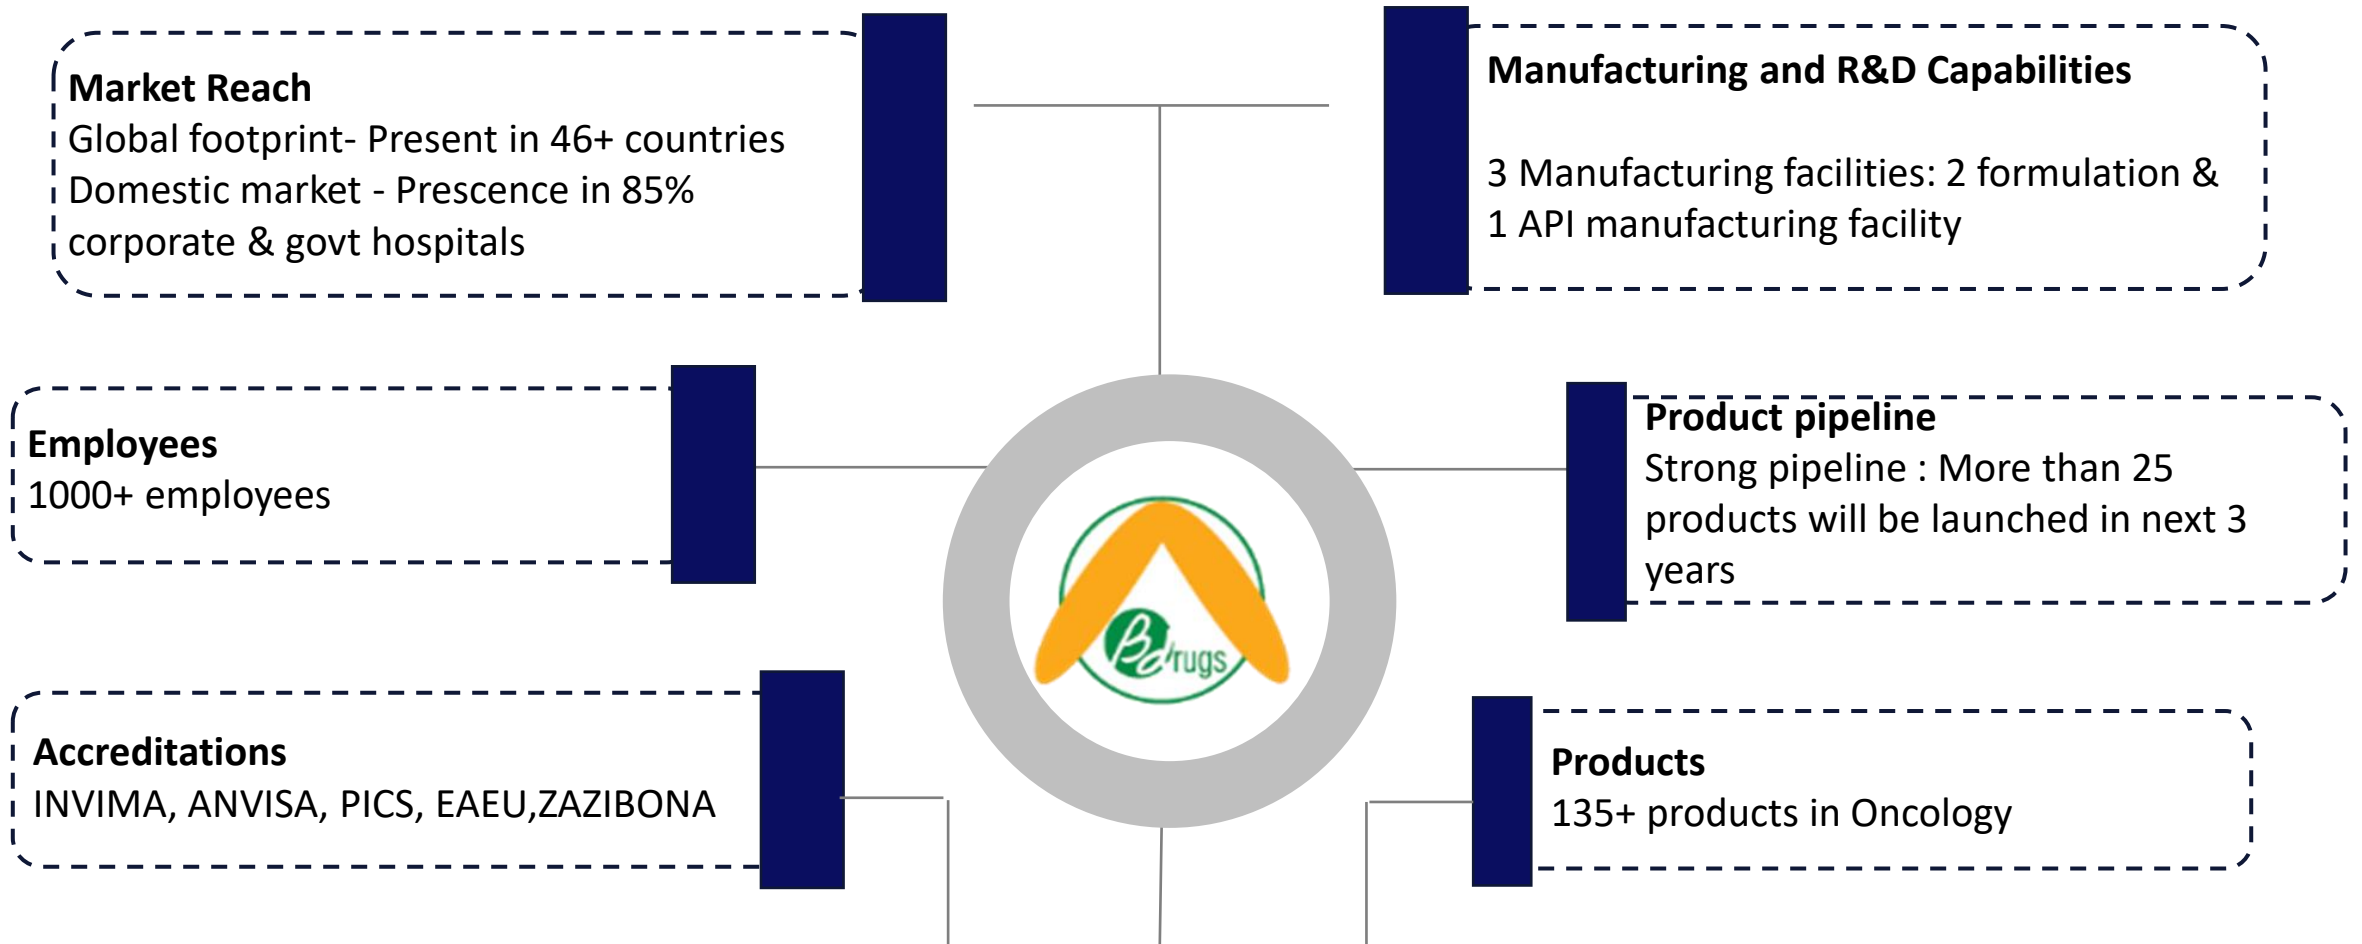 Market Reach
Global footprint- Present in 46+ countries
Domestic market - Prescence in 85%
corporate & govt hospitals
Manufacturing and R&D Capabilities
3 Manufacturing facilities: 2 formulation &
1 API manufacturing facility
Employees
1000+ employees
Product pipeline
Strong pipeline : More than 25
products will be launched in next 3
years
Accreditations
INVIMA, ANVISA, PICS, EAEU,ZAZIBONA
Products
135+ products in Oncology